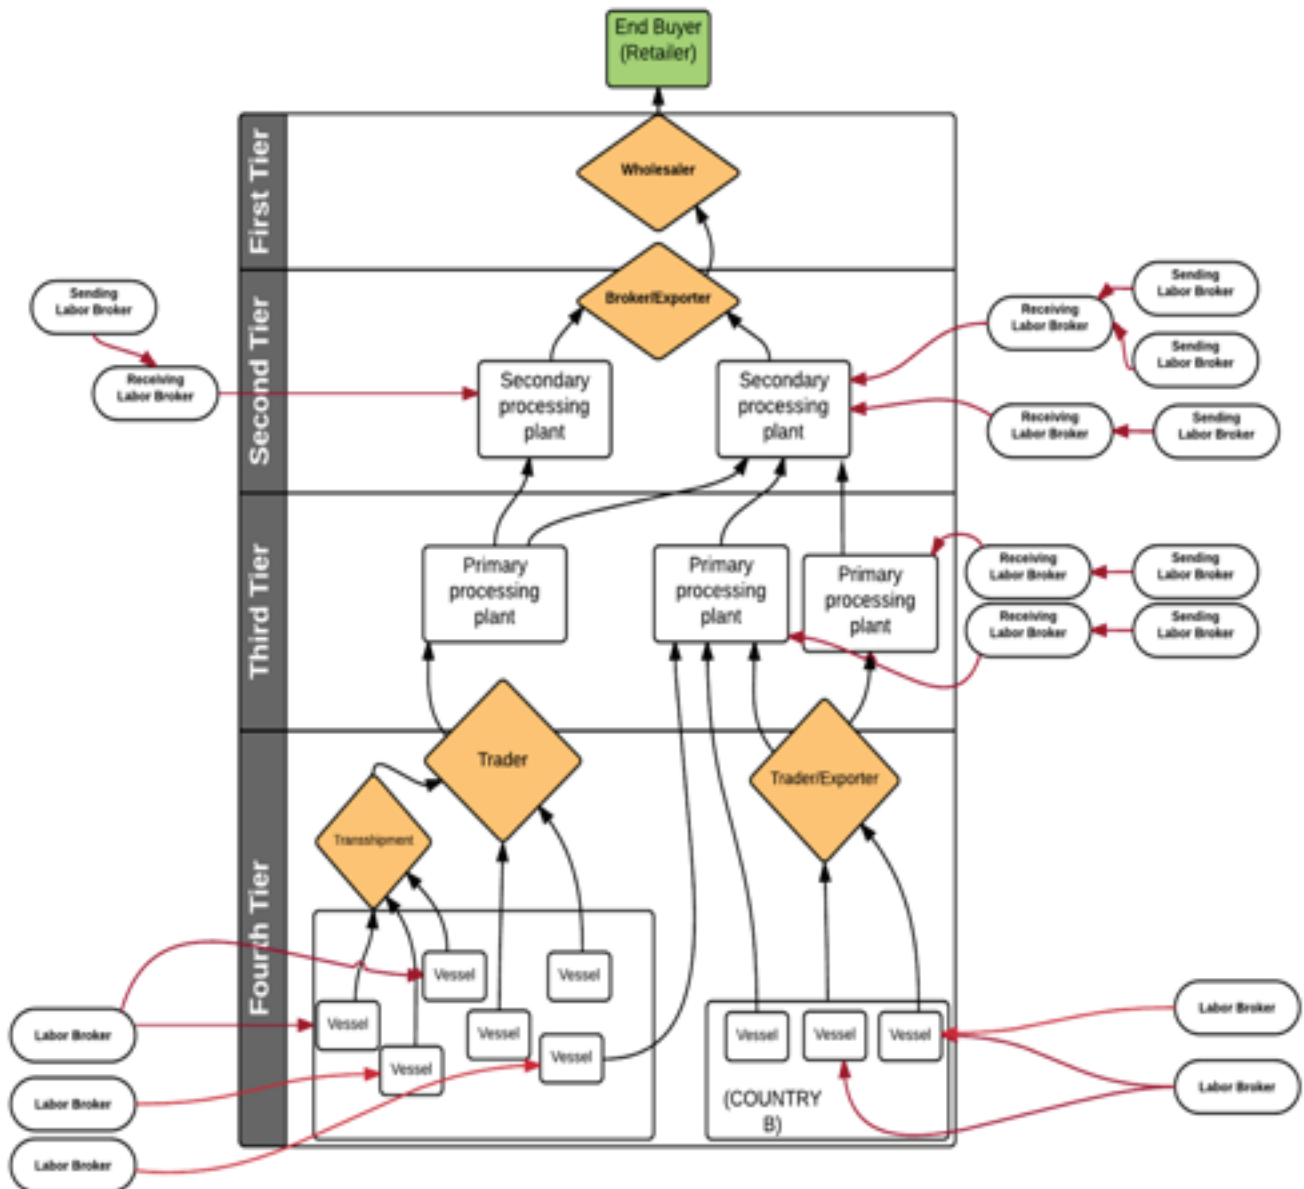 End Buyer
(Retailer)
First Tier
Wholesaler
Second Tier
Broker/Exporter
Sending
Labor Broker
Receiving
Labor Broker
Secondary
processing
plant
Secondary
processing
plant
Receiving
Labor Broker
Sending
Labor Broker
Sending
Labor Broker
Receiving
Labor Broker
Sending
Labor Broker
Third Tier
Primary
processing
plant
Primary
processing
plant
Primary
processing
plant
Receiving
Labor Broker
Sending
Labor Broker
Receiving
Labor Broker
Sending
Labor Broker
Fourth Tier
Trader
Trader/Exporter
Transshipment
Vessel
Vessel
Vessel
Vessel
Vessel
Vessel
Vessel
Vessel
Vessel
(COUNTRY
B)
Labor Broker
Labor Broker
Labor Broker
Labor Broker
Labor Broker